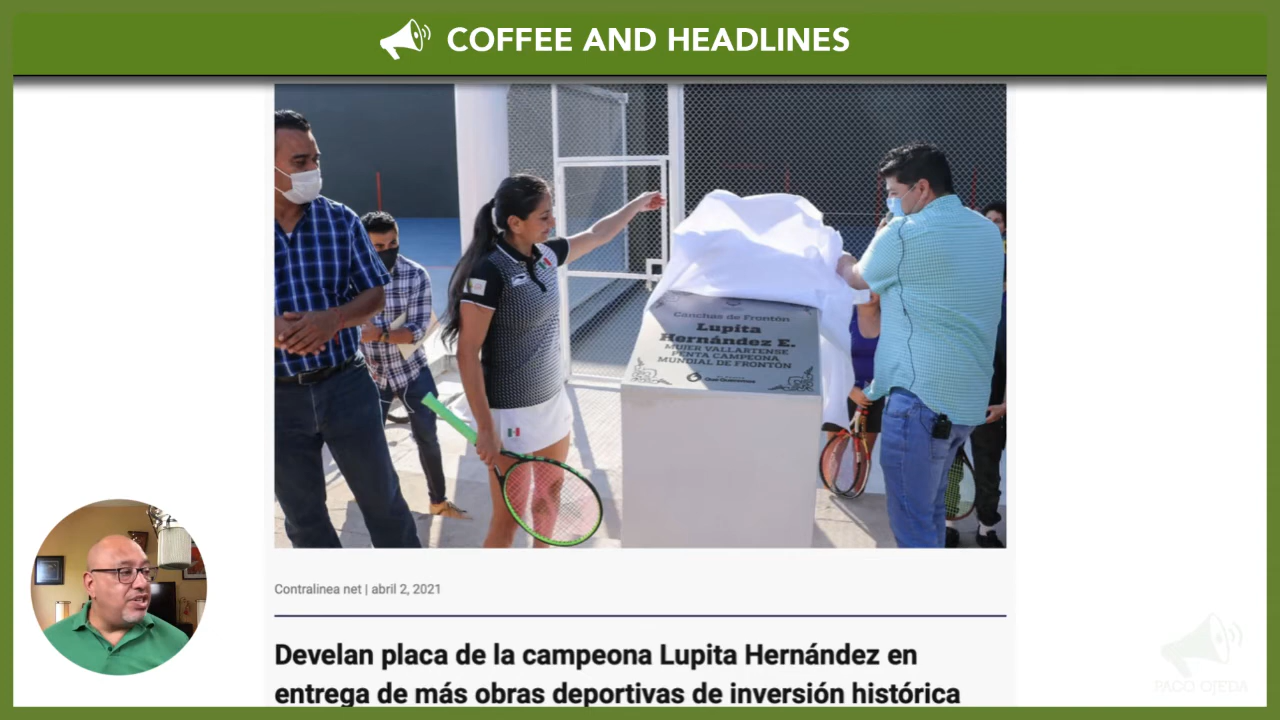 COFFEE AND HEADLINES
Canchas de Frontón
Lupita
Hernández E.
MUJER VALLARTENSE
PENTA CAMPEONA
MUNDIAL DE FRONTÓN
Contralinea net | abril 2, 2021
Develan placa de la campeona Lupita Hernández en
entrega de más obras deportivas de inversión histórica
PACO OJEDA